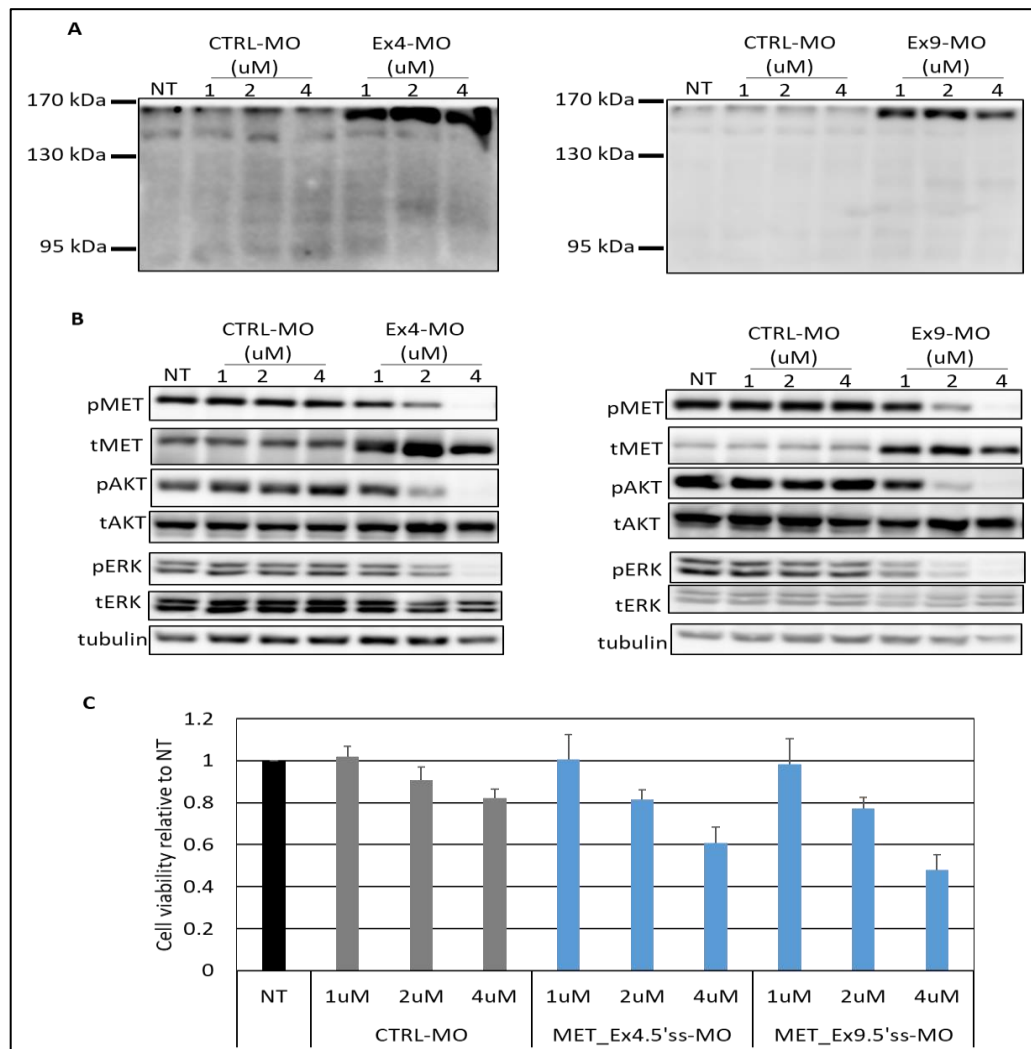 A
CTRL-MO
(uM)
Ex4-MO
(uM)
NT 1 2 4 1 2 4
170 kDa
130 kDa
95 kDa
CTRL-MO
(uM)
Ex9-MO
(uM)
NT 1 2 4 1 2 4
170 kDa
130 kDa
95 kDa
B
CTRL-MO
(uM)
Ex4-MO
(uM)
NT 1 2 4 1 2 4
pMET
tMET
pAKT
tAKT
pERK
tERK
tubulin
CTRL-MO
(uM)
Ex9-MO
(uM)
NT 1 2 4 1 2 4
pMET
tMET
pAKT
tAKT
pERK
tERK
tubulin
C
Cell viability relative to NT
1.2
1
0.8
0.6
0.4
0.2
0
NT 1uM 2uM 4uM 1uM 2uM 4uM 1uM 2uM 4uM
CTRL-MO MET_Ex4.5'ss-MO MET_Ex9.5'ss-MO